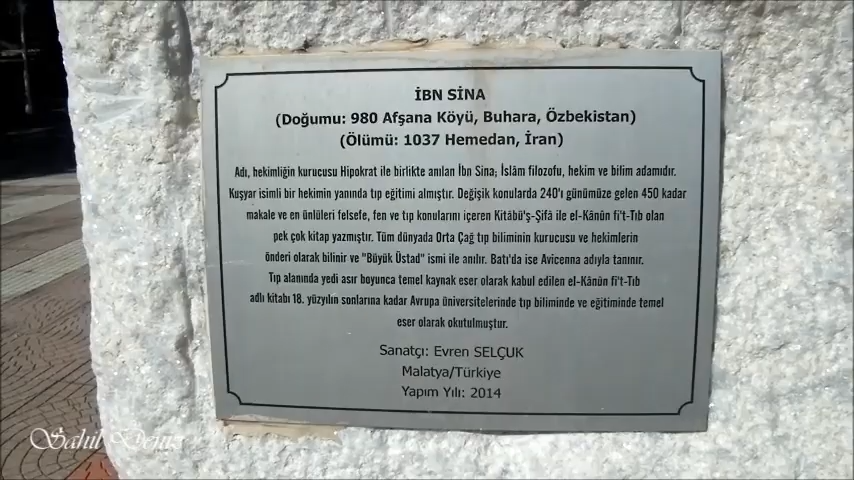 İBN SİNA
(Doğumu: 980 Afşana Köyü, Buhara, Özbekistan)
(Ölümü: 1037 Hemedan, İran)
Adı, hekimliğin kurucusu Hipokrat ile birlikte anılan İbn Sina; İslâm filozofu, hekim ve bilim adamıdır.
Kuşyar isimli bir hekimin yanında tıp eğitimi almıştır. Değişik konularda 240'ı günümüze gelen 450 kadar
makale ve en ünlüleri felsefe, fen ve tıp konularını içeren Kitâbü'ş-Şifâ ile el-Kânûn fi't-Tıb olan
pek çok kitap yazmıştır. Tüm dünyada Orta Çağ tıp biliminin kurucusu ve hekimlerin
önderi olarak bilinir ve "Büyük Üstad" ismi ile anılır. Batı'da ise Avicenna adıyla tanınır.
Tıp alanında yedi asır boyunca temel kaynak eser olarak kabul edilen el-Kânûn fi't-Tıb
adlı kitabı 18. yüzyılın sonlarına kadar Avrupa üniversitelerinde tıp biliminde ve eğitiminde temel
eser olarak okutulmuştur.
Sanatçı: Evren SELÇUK
Malatya/Türkiye
Yapım Yılı: 2014
Sahil Deniz